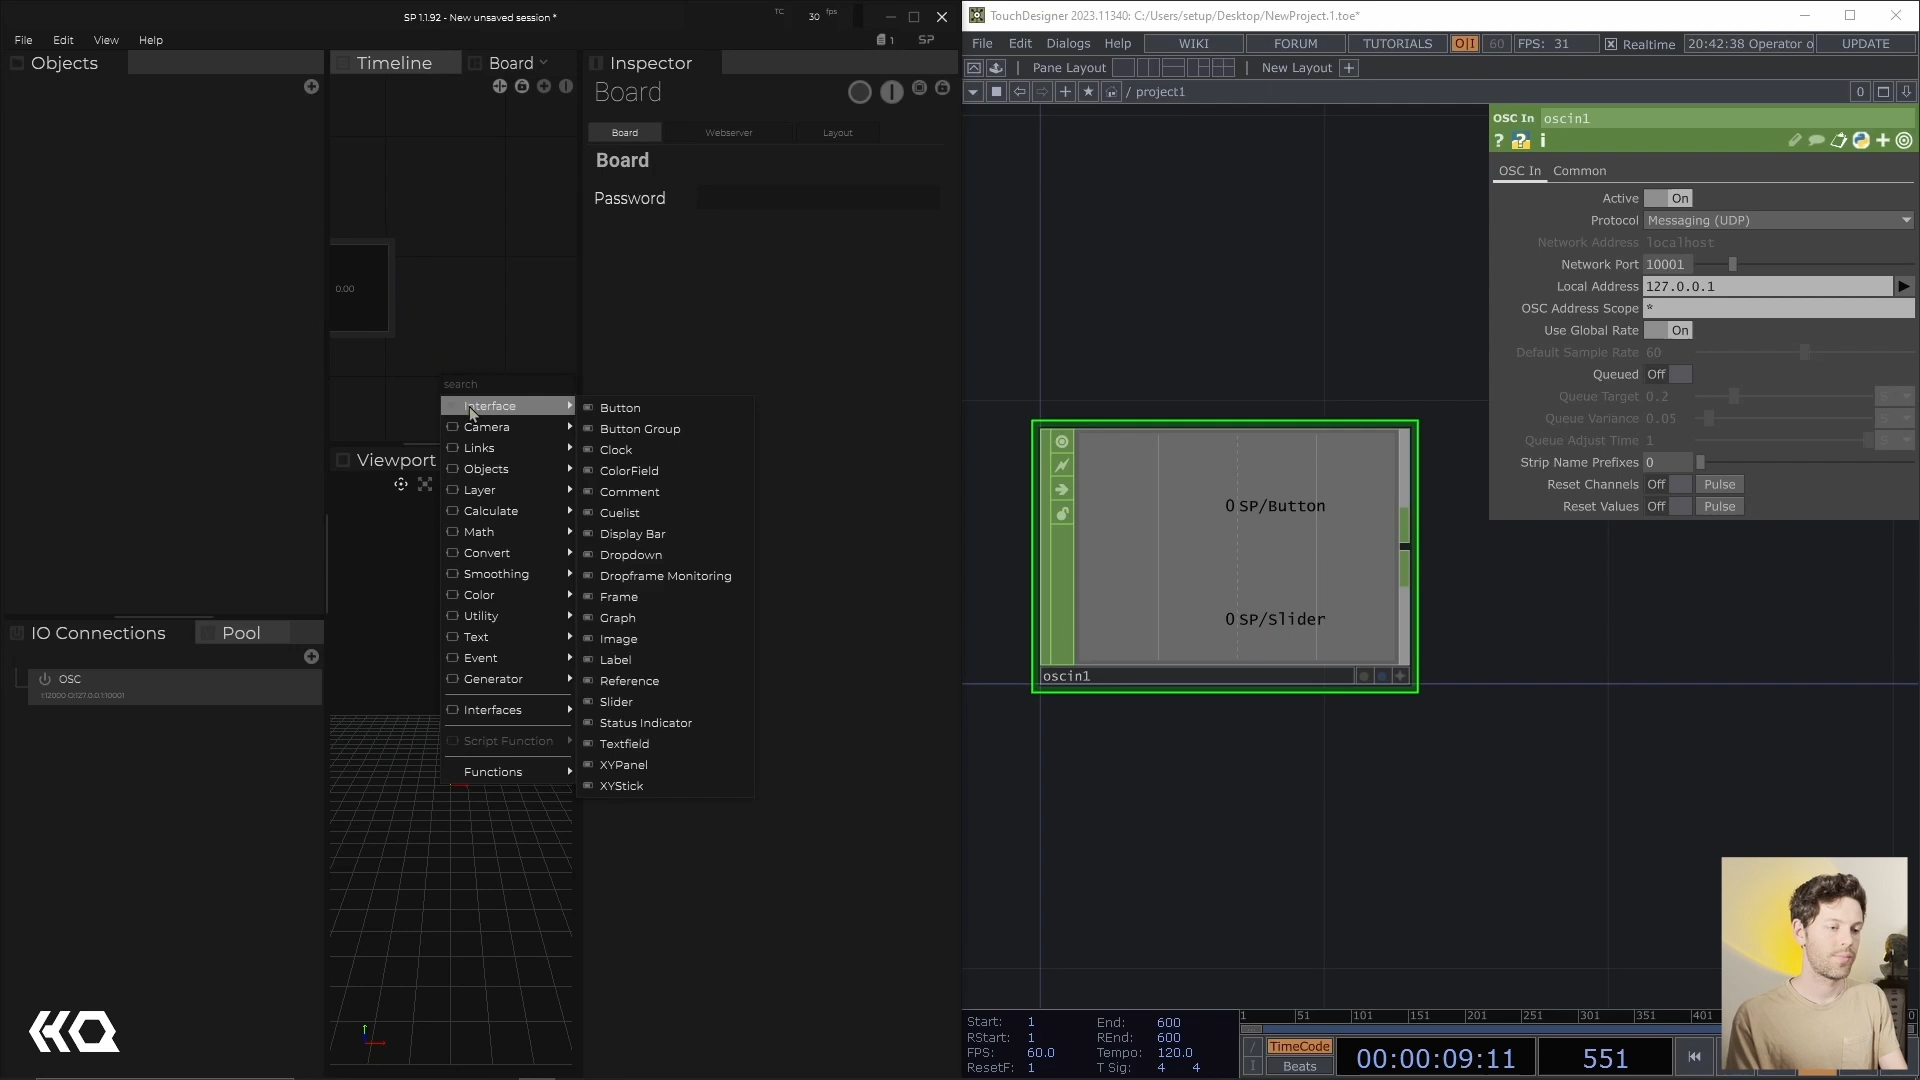 SP 1.1.92 - New unsaved session *
TC
30 fps
File Edit View Help
1
SP
Objects
Timeline
Board
Inspector
Board
Board Webserver Layout
Board
Password
0.00
Viewport
IO Connections
Pool
OSC
I:12000-O:127.0.0.1:10001
search
Interface
Camera
Links
Objects
Layer
Calculate
Math
Convert
Smoothing
Color
Utility
Text
Event
Generator
Interfaces
Script Function
Functions
Button
Button Group
Clock
ColorField
Comment
Cuelist
Display Bar
Dropdown
Dropframe Monitoring
Frame
Graph
Image
Label
Reference
Slider
Status Indicator
Textfield
XYPanel
XYStick
HQ
TouchDesigner 2023.11340: C:/Users/setup/Desktop/NewProject.1.toe*
File Edit Dialogs Help WIKI FORUM TUTORIALS O|I 60 FPS: 31 Realtime 20:42:38 Operator o UPDATE
Pane Layout New Layout
/ project1
0
OSC In oscin1
? ? i
OSC In Common
Active On
Protocol Messaging (UDP)
Network Address localhost
Network Port 10001
Local Address 127.0.0.1
OSC Address Scope *
Use Global Rate On
Default Sample Rate 60
Queued Off
Queue Target 0.2 S
Queue Variance 0.05 S
Queue Adjust Time 1 S
Strip Name Prefixes 0
Reset Channels Off Pulse
Reset Values Off Pulse
0 SP/Button
0 SP/Slider
oscin1
Start: 1 End: 600
RStart: 1 REnd: 600
FPS: 60.0 Tempo: 120.0
ResetF: 1 T Sig: 4 4
1 51 101 151 201 251 301 351 401
TimeCode
Beats
00:00:09:11
551